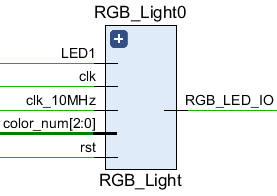 RGB_Light0
LED1
clk
clk_10MHz
color_num[2:0]
rst
RGB_LED_IO
RGB_Light